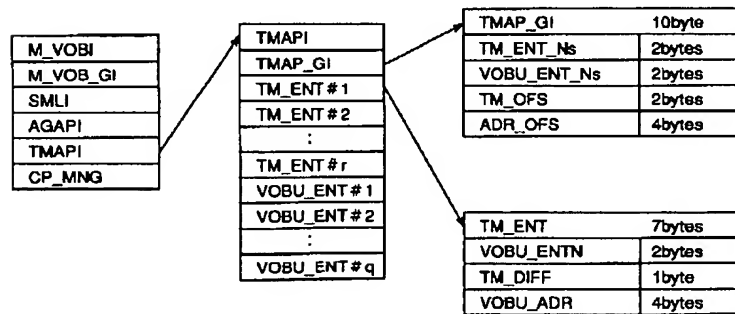 M_VOBI
M_VOB_GI
SMLI
AGAPI
TMAPI
CP_MNG
TMAPI
TMAP_GI
TM_ENT#1
TM_ENT#2
:
TM_ENT#r
VOBU_ENT#1
VOBU_ENT#2
:
VOBU_ENT#q
TMAP_GI 10byte
TM_ENT_Ns 2bytes
VOBU_ENT_Ns 2bytes
TM_OFS 2bytes
ADR_OFS 4bytes
TM_ENT 7bytes
VOBU_ENTN 2bytes
TM_DIFF 1byte
VOBU_ADR 4bytes